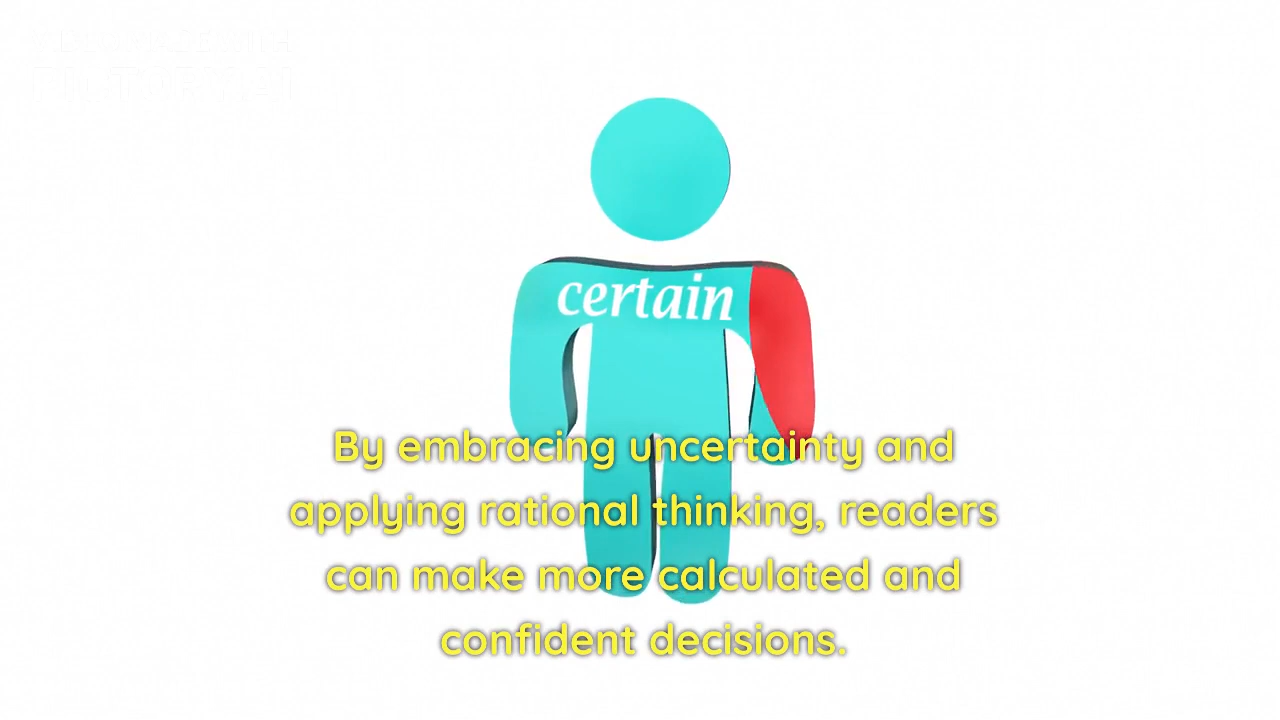 certain
By embracing uncertainty and
applying rational thinking, readers
can make more calculated and
confident decisions.